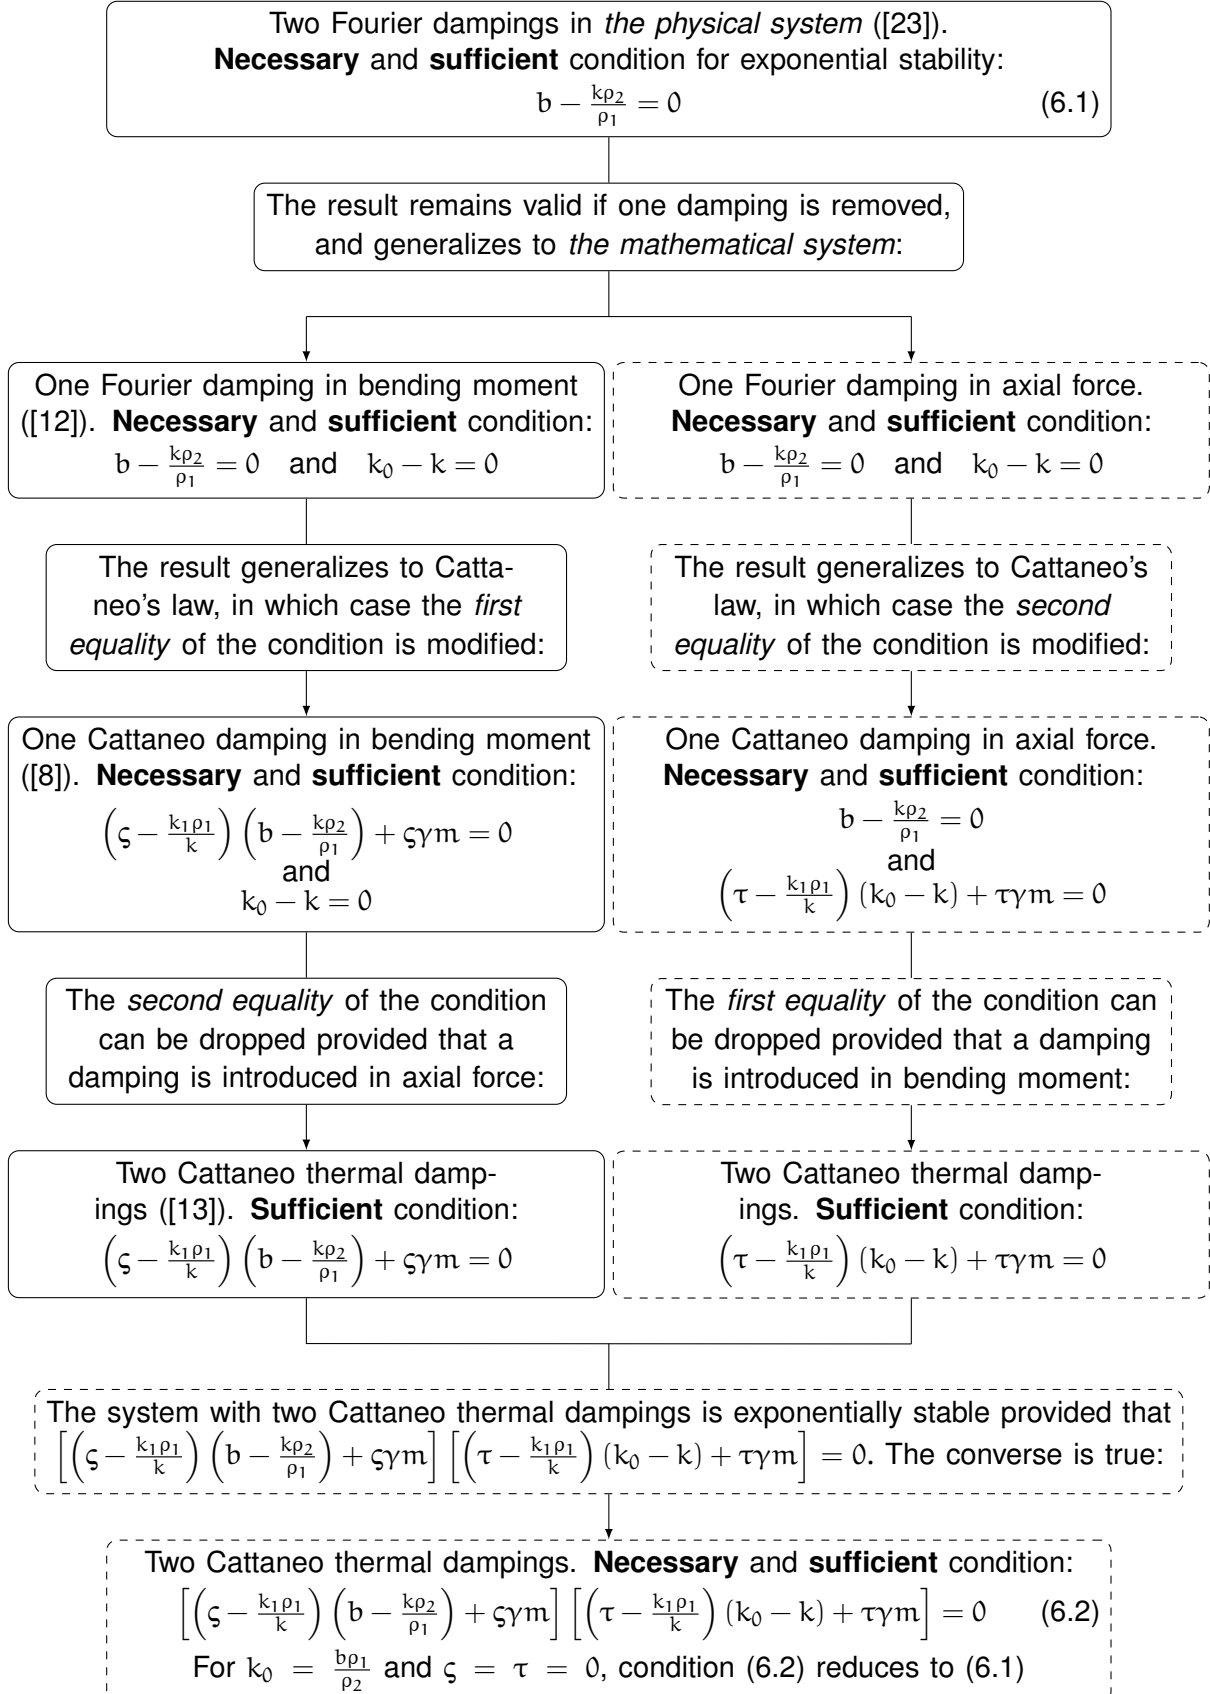 Two Fourier dampings in the physical system ([23]).
Necessary and sufficient condition for exponential stability:
b − kρ₂/ρ₁ = 0 (6.1)
The result remains valid if one damping is removed,
and generalizes to the mathematical system:
One Fourier damping in bending moment
([12]). Necessary and sufficient condition:
b − kρ₂/ρ₁ = 0 and k₀ − k = 0
One Fourier damping in axial force.
Necessary and sufficient condition:
b − kρ₂/ρ₁ = 0 and k₀ − k = 0
The result generalizes to Catta-
neo's law, in which case the first
equality of the condition is modified:
The result generalizes to Cattaneo's
law, in which case the second
equality of the condition is modified:
One Cattaneo damping in bending moment
([8]). Necessary and sufficient condition:
(ς − k₁ρ₁/k) (b − kρ₂/ρ₁) + ςγm = 0
and
k₀ − k = 0
One Cattaneo damping in axial force.
Necessary and sufficient condition:
b − kρ₂/ρ₁ = 0
and
(τ − k₁ρ₁/k) (k₀ − k) + τγm = 0
The second equality of the condition
can be dropped provided that a
damping is introduced in axial force:
The first equality of the condition can
be dropped provided that a damping
is introduced in bending moment:
Two Cattaneo thermal damp-
ings ([13]). Sufficient condition:
(ς − k₁ρ₁/k) (b − kρ₂/ρ₁) + ςγm = 0
Two Cattaneo thermal damp-
ings. Sufficient condition:
(τ − k₁ρ₁/k) (k₀ − k) + τγm = 0
The system with two Cattaneo thermal dampings is exponentially stable provided that
[(ς − k₁ρ₁/k) (b − kρ₂/ρ₁) + ςγm] [(τ − k₁ρ₁/k) (k₀ − k) + τγm] = 0. The converse is true:
Two Cattaneo thermal dampings. Necessary and sufficient condition:
[(ς − k₁ρ₁/k) (b − kρ₂/ρ₁) + ςγm] [(τ − k₁ρ₁/k) (k₀ − k) + τγm] = 0 (6.2)
For k₀ = bρ₁/ρ₂ and ς = τ = 0, condition (6.2) reduces to (6.1)